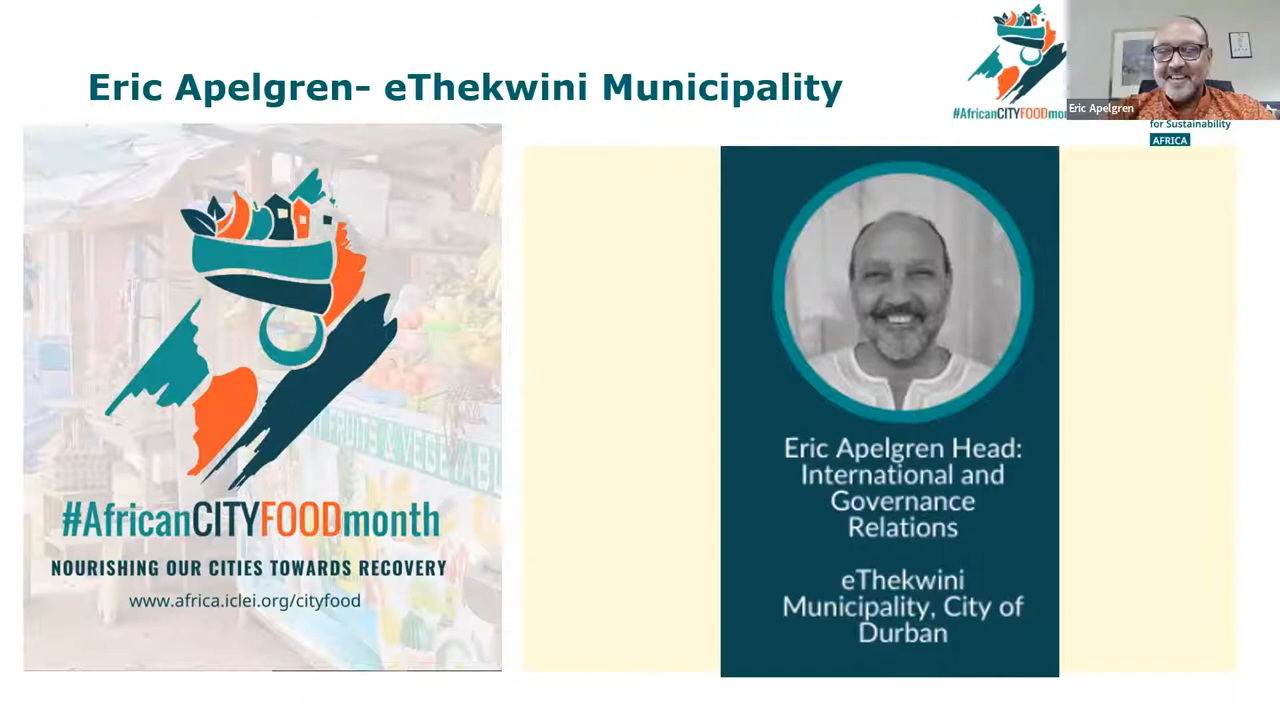 Eric Apelgren- eThekwini Municipality
Eric Apelgren
for Sustainability
AFRICA
#AfricanCITYFOODmonth
NOURISHING OUR CITIES TOWARDS RECOVERY
www.africa.iclei.org/cityfood
Eric Apelgren Head:
International and
Governance
Relations
eThekwini
Municipality, City of
Durban